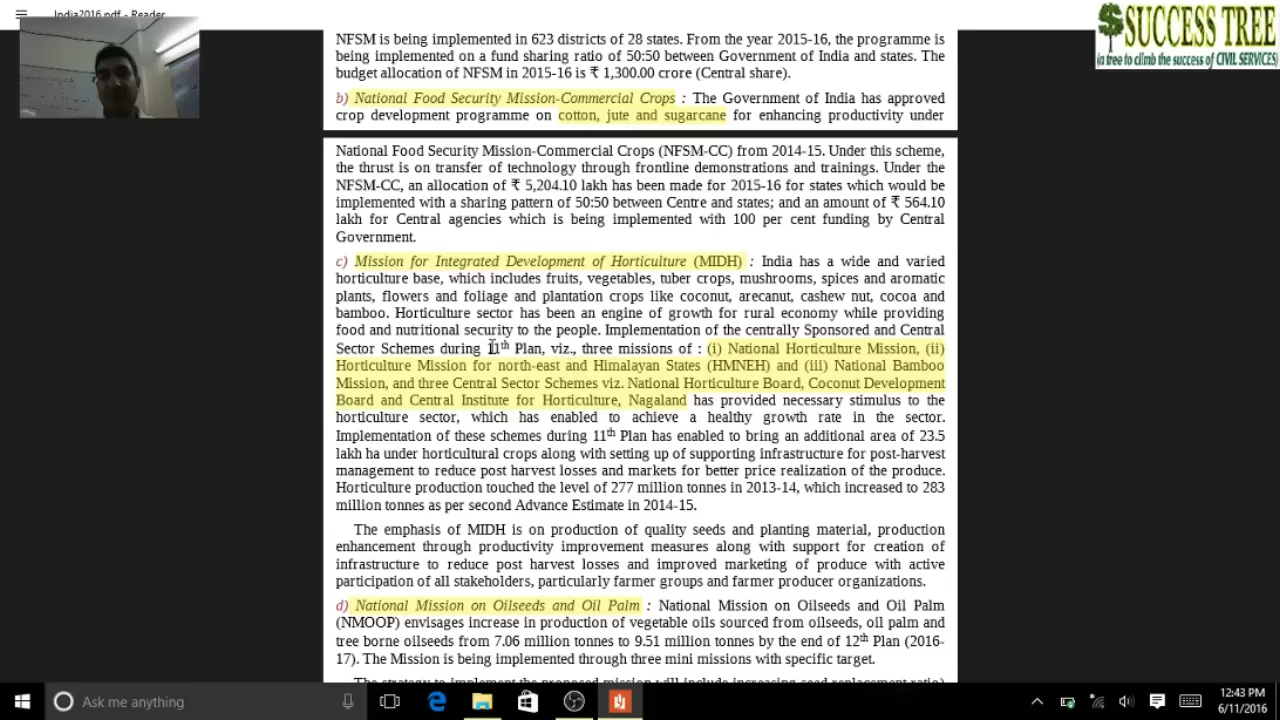 India2016.pdf - Reader
SUCCESS TREE
(a tree to climb the success of CIVIL SERVICES)
NFSM is being implemented in 623 districts of 28 states. From the year 2015-16, the programme is
being implemented on a fund sharing ratio of 50:50 between Government of India and states. The
budget allocation of NFSM in 2015-16 is ₹ 1,300.00 crore (Central share).
b) National Food Security Mission-Commercial Crops : The Government of India has approved
crop development programme on cotton, jute and sugarcane for enhancing productivity under
National Food Security Mission-Commercial Crops (NFSM-CC) from 2014-15. Under this scheme,
the thrust is on transfer of technology through frontline demonstrations and trainings. Under the
NFSM-CC, an allocation of ₹ 5,204.10 lakh has been made for 2015-16 for states which would be
implemented with a sharing pattern of 50:50 between Centre and states; and an amount of ₹ 564.10
lakh for Central agencies which is being implemented with 100 per cent funding by Central
Government.
c) Mission for Integrated Development of Horticulture (MIDH) : India has a wide and varied
horticulture base, which includes fruits, vegetables, tuber crops, mushrooms, spices and aromatic
plants, flowers and foliage and plantation crops like coconut, arecanut, cashew nut, cocoa and
bamboo. Horticulture sector has been an engine of growth for rural economy while providing
food and nutritional security to the people. Implementation of the centrally Sponsored and Central
Sector Schemes during 11th Plan, viz., three missions of : (i) National Horticulture Mission, (ii)
Horticulture Mission for north-east and Himalayan States (HMNEH) and (iii) National Bamboo
Mission, and three Central Sector Schemes viz. National Horticulture Board, Coconut Development
Board and Central Institute for Horticulture, Nagaland has provided necessary stimulus to the
horticulture sector, which has enabled to achieve a healthy growth rate in the sector.
Implementation of these schemes during 11th Plan has enabled to bring an additional area of 23.5
lakh ha under horticultural crops along with setting up of supporting infrastructure for post-harvest
management to reduce post harvest losses and markets for better price realization of the produce.
Horticulture production touched the level of 277 million tonnes in 2013-14, which increased to 283
million tonnes as per second Advance Estimate in 2014-15.
The emphasis of MIDH is on production of quality seeds and planting material, production
enhancement through productivity improvement measures along with support for creation of
infrastructure to reduce post harvest losses and improved marketing of produce with active
participation of all stakeholders, particularly farmer groups and farmer producer organizations.
d) National Mission on Oilseeds and Oil Palm : National Mission on Oilseeds and Oil Palm
(NMOOP) envisages increase in production of vegetable oils sourced from oilseeds, oil palm and
tree borne oilseeds from 7.06 million tonnes to 9.51 million tonnes by the end of 12th Plan (2016-
17). The Mission is being implemented through three mini missions with specific target.
The strategy to implement the proposed mission will include increasing seed replacement ratio)
Ask me anything
12:43 PM
6/11/2016